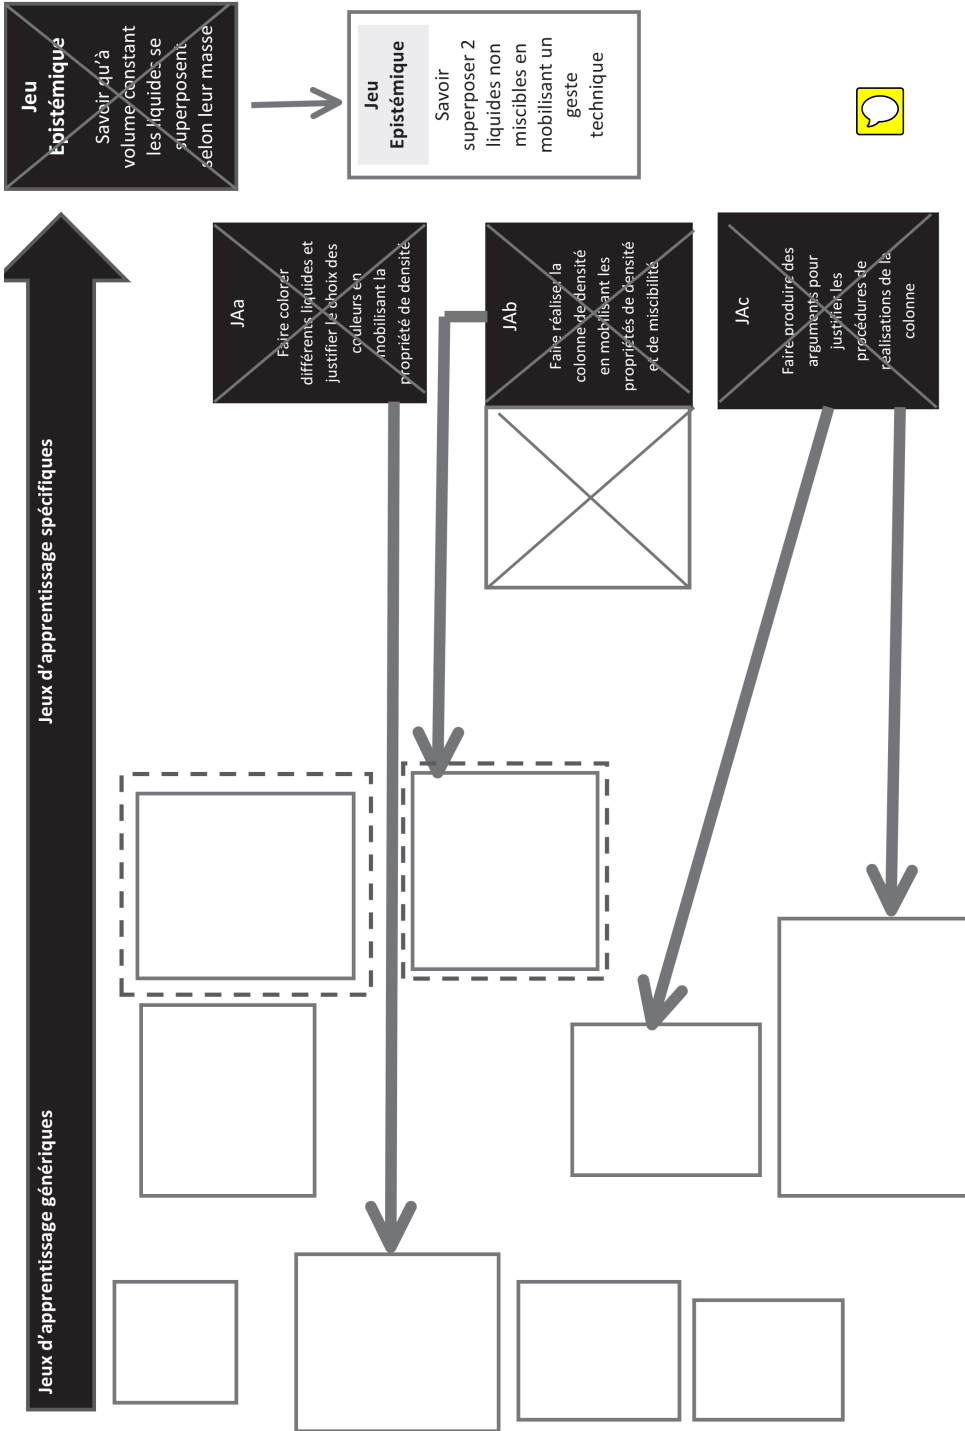 Jeux d'apprentissage génériques
Jeux d'apprentissage spécifiques
Jeu
Epistémique
Savoir qu'à
volume constant
les liquides se
superposent
selon leur masse
Jeu
Epistémique
Savoir
superposer 2
liquides non
miscibles en
mobilisant un
geste
technique
JAa
Faire colorer
différents liquides et
justifier le choix des
couleurs en
mobilisant la
propriété de densité
JAb
Faire réaliser la
colonne de densité
en mobilisant les
propriétés de densité
et de miscibilité
JAc
Faire produire des
arguments pour
justifier les
procédures de
réalisations de la
colonne